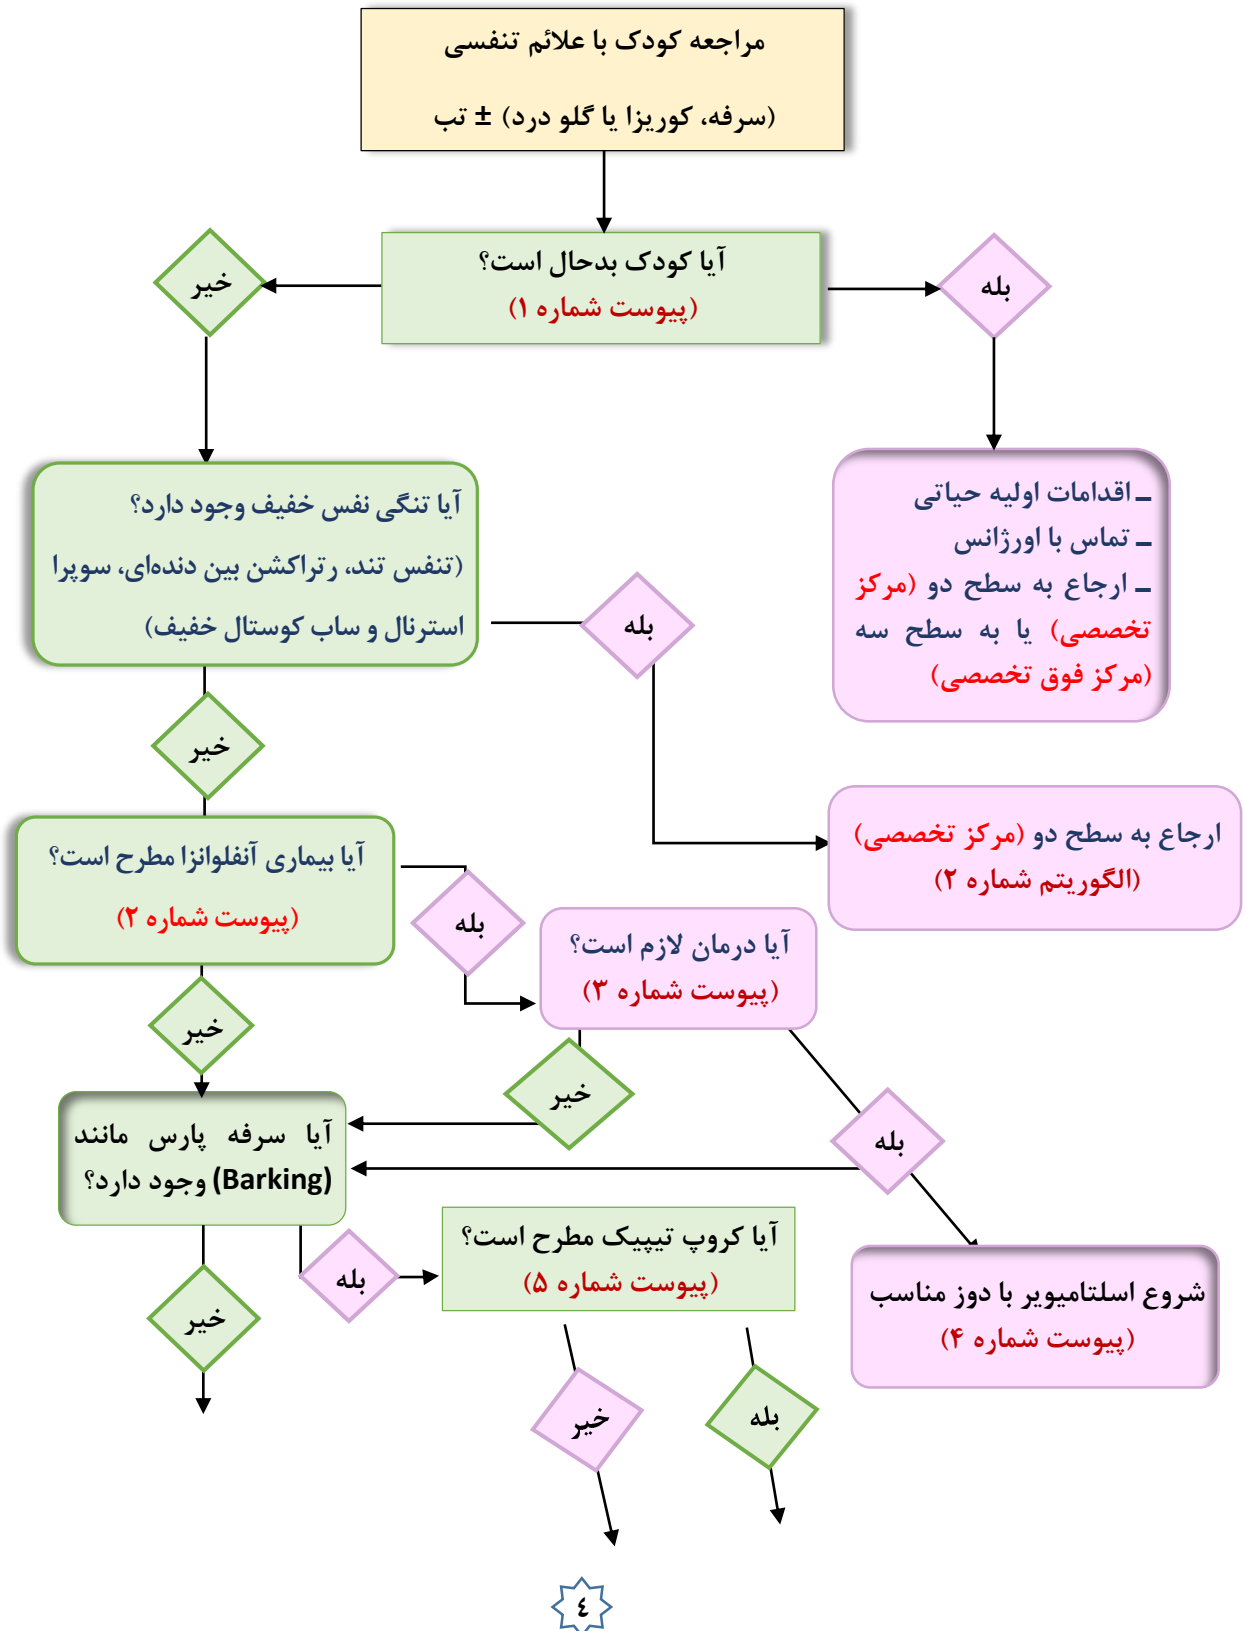 مراجعه کودک با علائم تنفسی
(سرفه، کوریزا یا گلو درد) ± تب
آیا کودک بدحال است؟
(پیوست شماره ۱)
خیر
بله
ـ اقدامات اولیه حیاتی
ـ تماس با اورژانس
ـ ارجاع به سطح دو (مرکز
تخصصی) یا به سطح سه
(مرکز فوق تخصصی)
آیا تنگی نفس خفیف وجود دارد؟
(تنفس تند، رتراکشن بین دنده‌ای، سوپرا
استرنال و ساب کوستال خفیف)
بله
خیر
ارجاع به سطح دو (مرکز تخصصی)
(الگوریتم شماره ۲)
آیا بیماری آنفلوانزا مطرح است؟
(پیوست شماره ۲)
بله
آیا درمان لازم است؟
(پیوست شماره ۳)
خیر
خیر
بله
آیا سرفه پارس مانند
(Barking) وجود دارد؟
آیا کروپ تیپیک مطرح است؟
(پیوست شماره ۵)
بله
خیر
شروع اسلتامیویر با دوز مناسب
(پیوست شماره ۴)
خیر
بله
٤